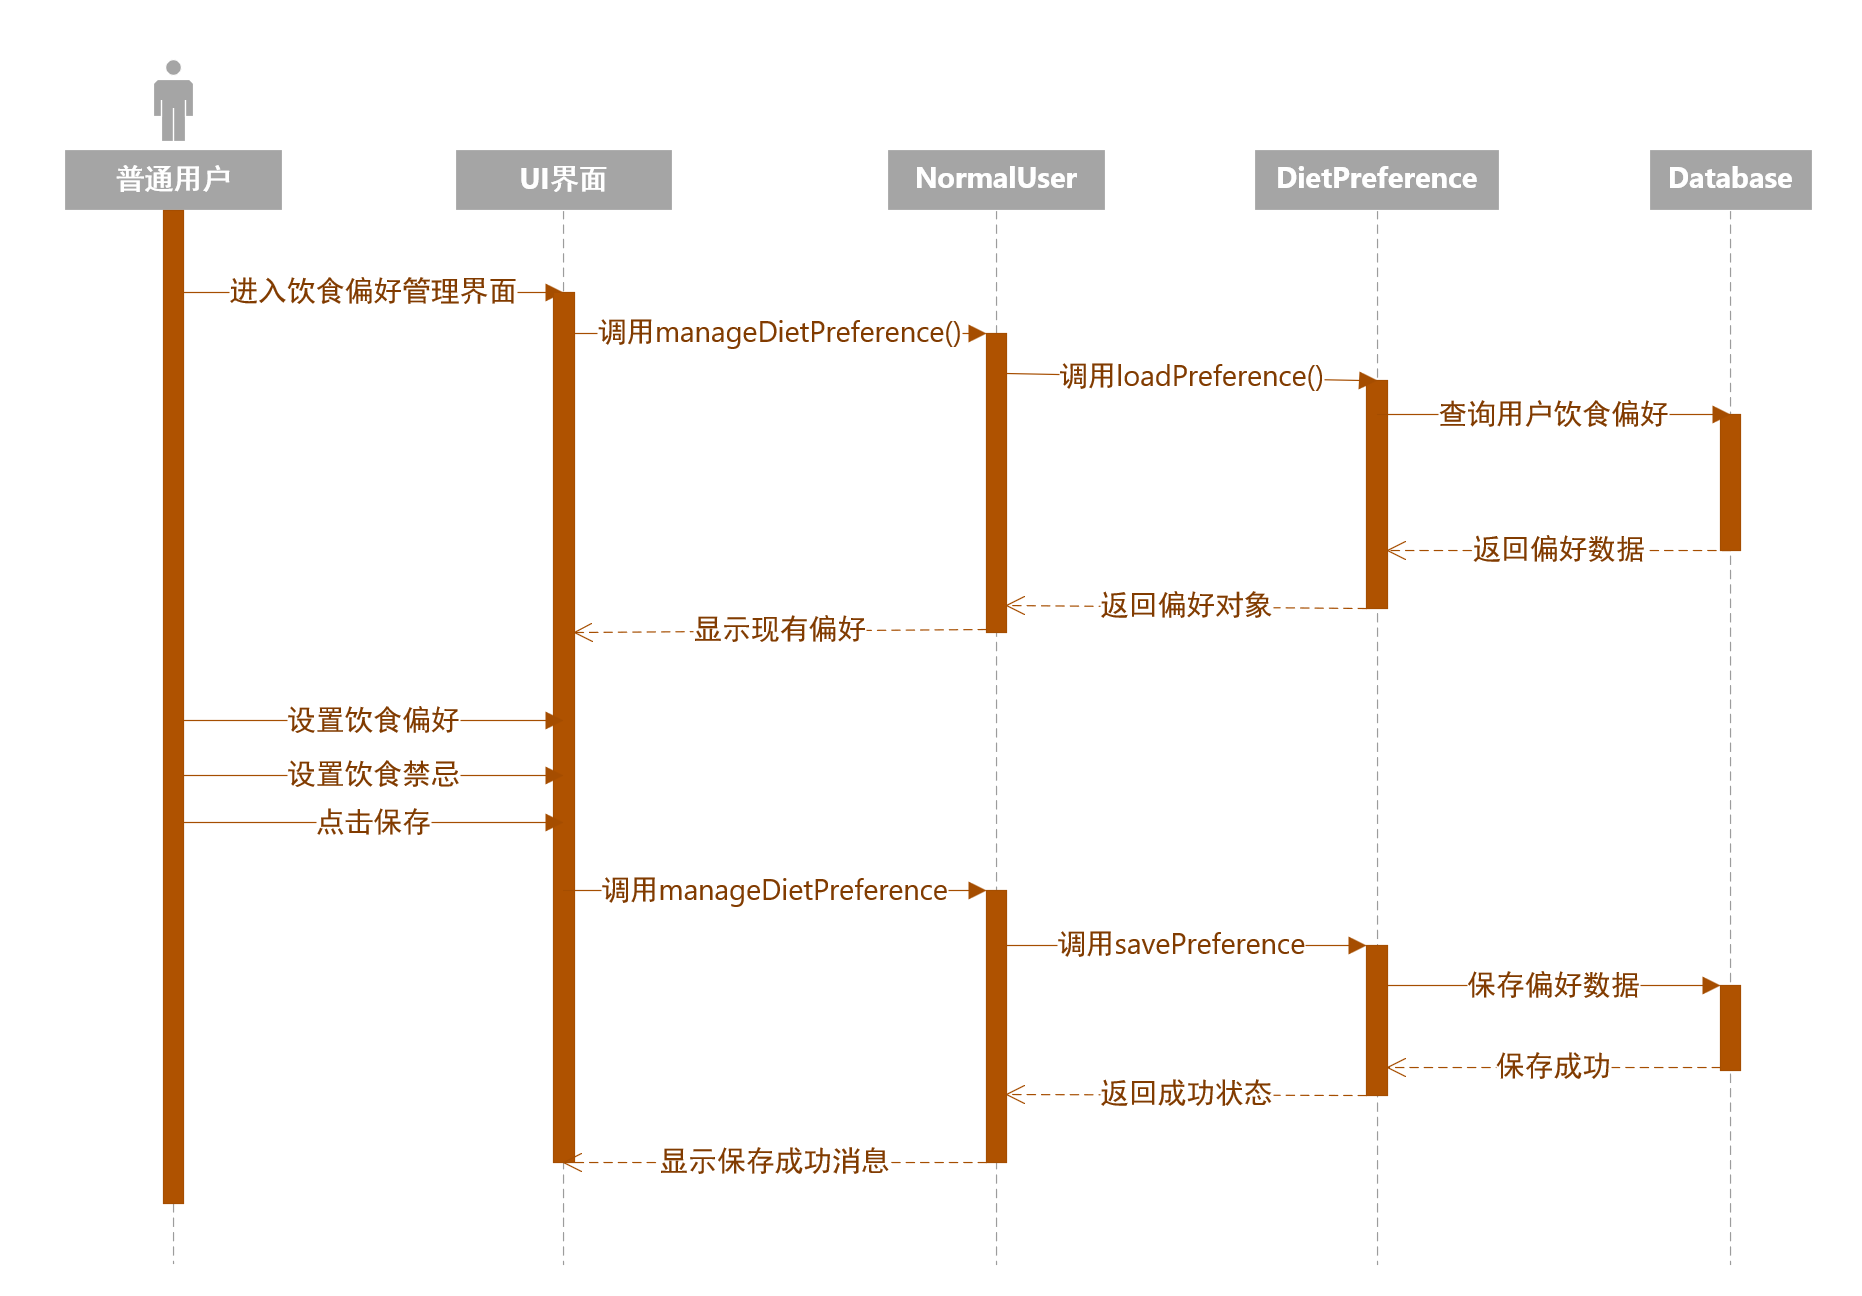 普通用户
UI界面
NormalUser
DietPreference
Database
进入饮食偏好管理界面
调用manageDietPreference()
调用loadPreference()
查询用户饮食偏好
返回偏好数据
返回偏好对象
显示现有偏好
设置饮食偏好
设置饮食禁忌
点击保存
调用manageDietPreference
调用savePreference
保存偏好数据
保存成功
返回成功状态
显示保存成功消息